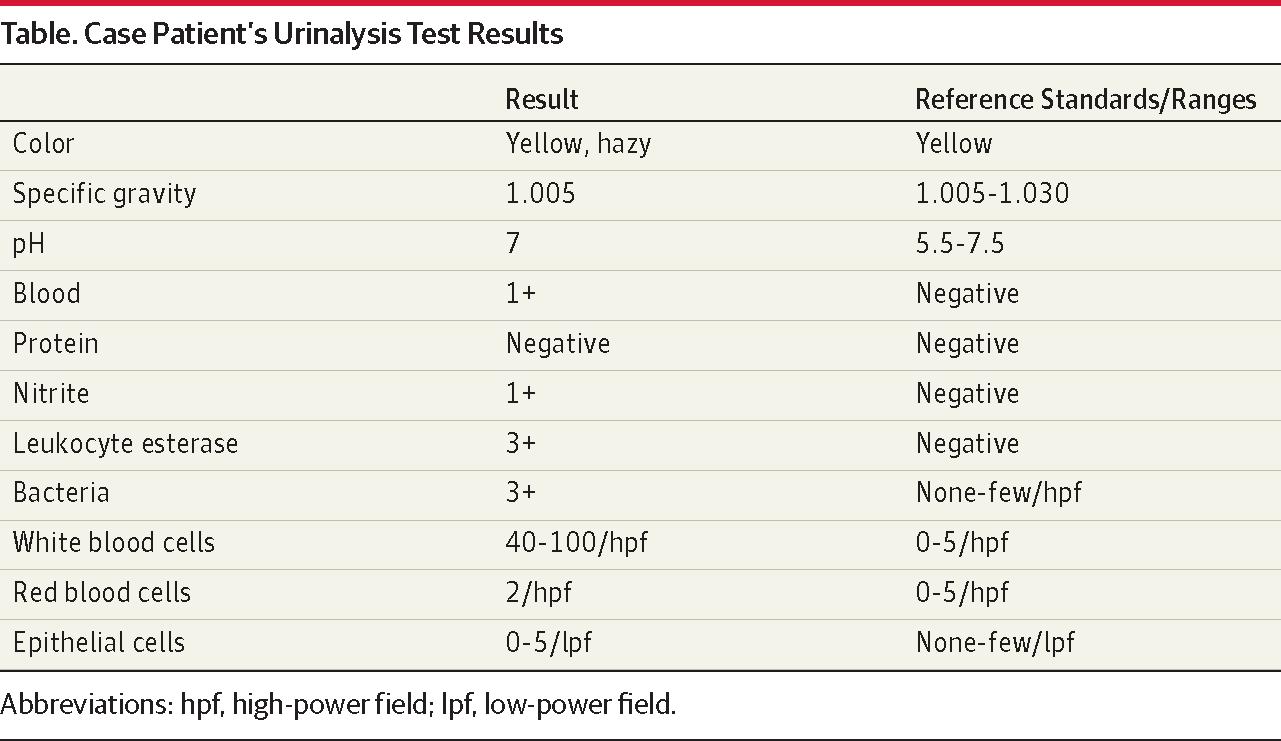 Table. Case Patient's Urinalysis Test Results
Result Reference Standards/Ranges
Color Yellow, hazy Yellow
Specific gravity 1.005 1.005-1.030
pH 7 5.5-7.5
Blood 1+ Negative
Protein Negative Negative
Nitrite 1+ Negative
Leukocyte esterase 3+ Negative
Bacteria 3+ None-few/hpf
White blood cells 40-100/hpf 0-5/hpf
Red blood cells 2/hpf 0-5/hpf
Epithelial cells 0-5/lpf None-few/lpf
Abbreviations: hpf, high-power field; lpf, low-power field.